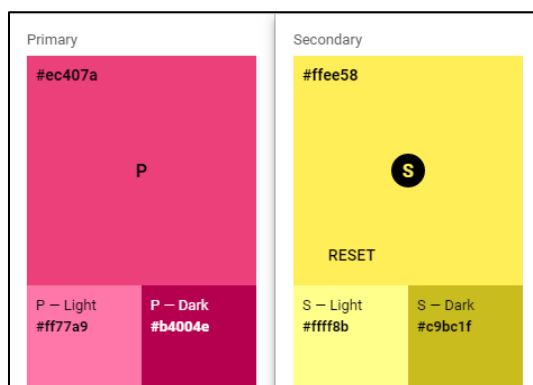 Primary
#ec407a
P
P — Light
#ff77a9
P — Dark
#b4004e
Secondary
#ffee58
S
RESET
S — Light
#ffff8b
S — Dark
#c9bc1f